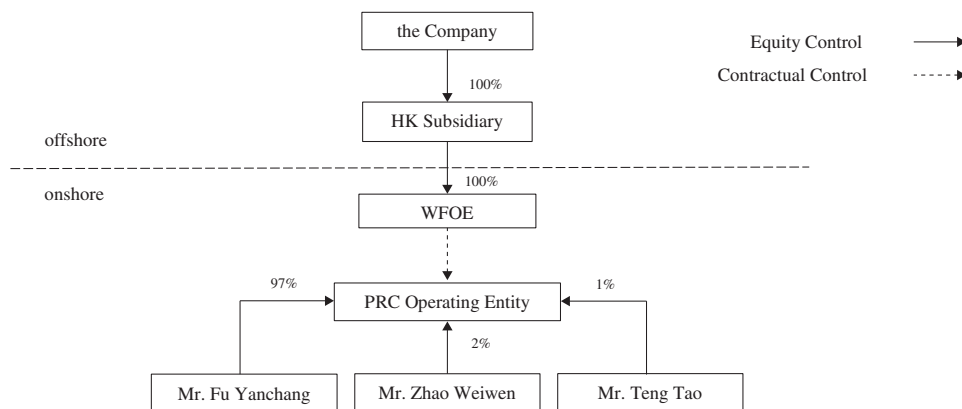 the Company
Equity Control
Contractual Control
100%
HK Subsidiary
offshore
onshore
100%
WFOE
97%
PRC Operating Entity
1%
2%
Mr. Fu Yanchang
Mr. Zhao Weiwen
Mr. Teng Tao